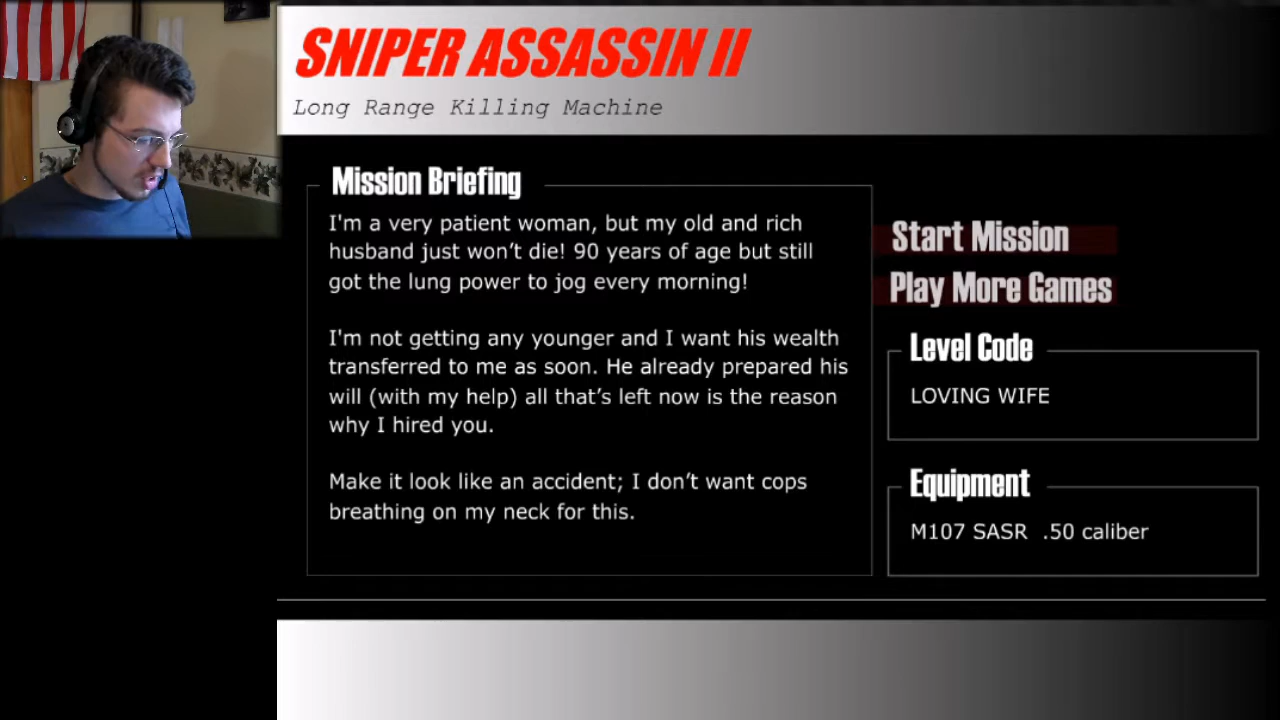 SNIPER ASSASSIN II
Long Range Killing Machine
Mission Briefing
I'm a very patient woman, but my old and rich
husband just won't die! 90 years of age but still
got the lung power to jog every morning!
I'm not getting any younger and I want his wealth
transferred to me as soon. He already prepared his
will (with my help) all that's left now is the reason
why I hired you.
Make it look like an accident; I don't want cops
breathing on my neck for this.
Start Mission
Play More Games
Level Code
LOVING WIFE
Equipment
M107 SASR .50 caliber